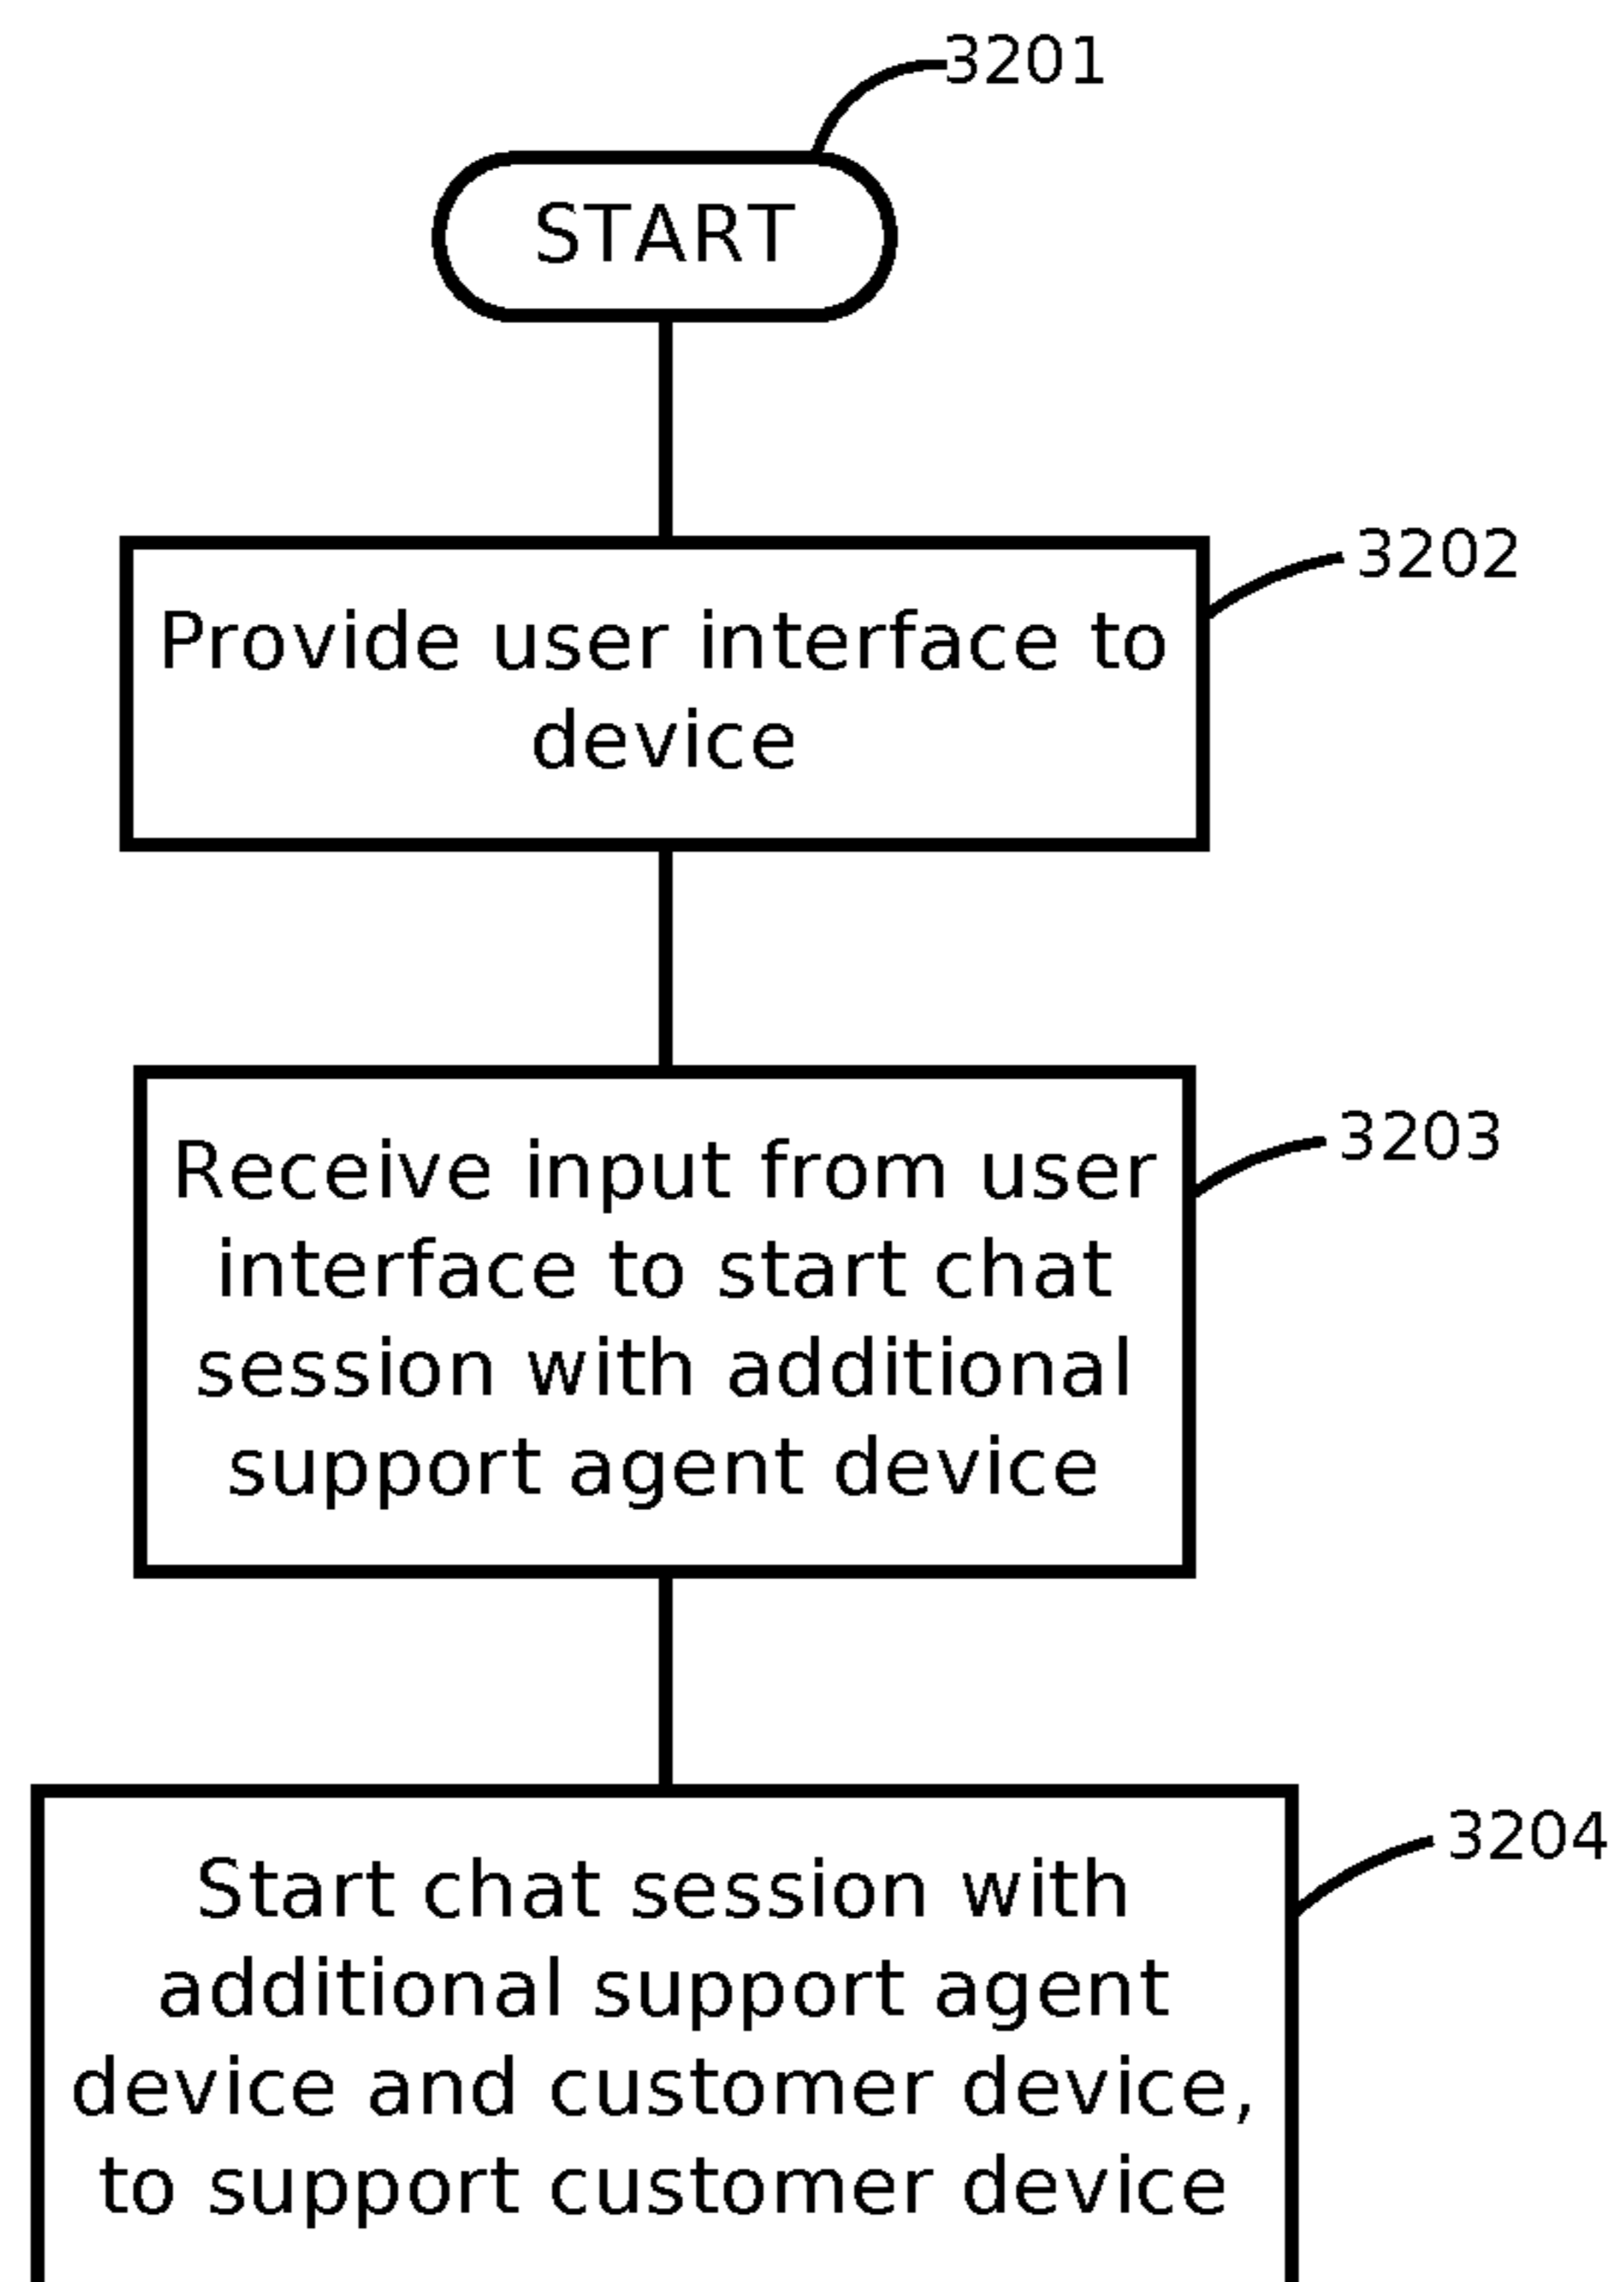 3201
START
3202
Provide user interface to
device
3203
Receive input from user
interface to start chat
session with additional
support agent device
3204
Start chat session with
additional support agent
device and customer device,
to support customer device